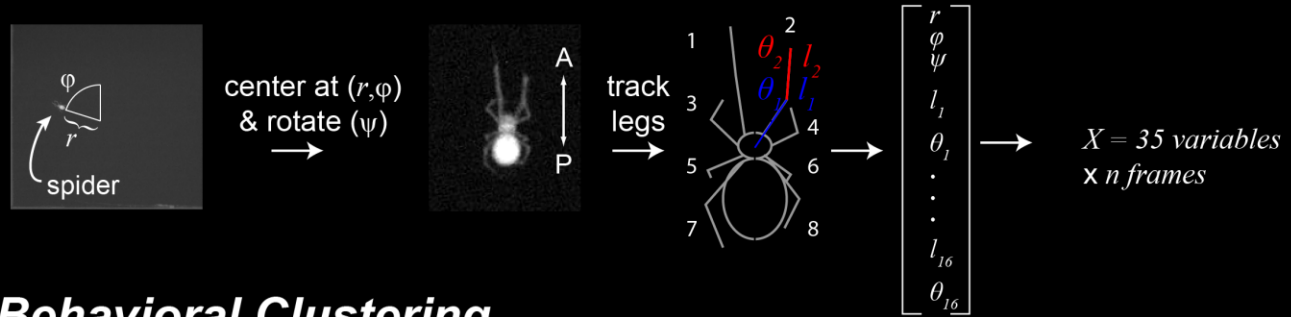 φ
r
spider
center at (r,φ)
& rotate (ψ)
A
P
track
legs
1
2
3
4
5
6
7
8
θ₂ l₂
θ₁ l₁
r
φ
ψ
l₁
θ₁
.
.
.
l₁₆
θ₁₆
X = 35 variables
x n frames
Behavioral Clustering